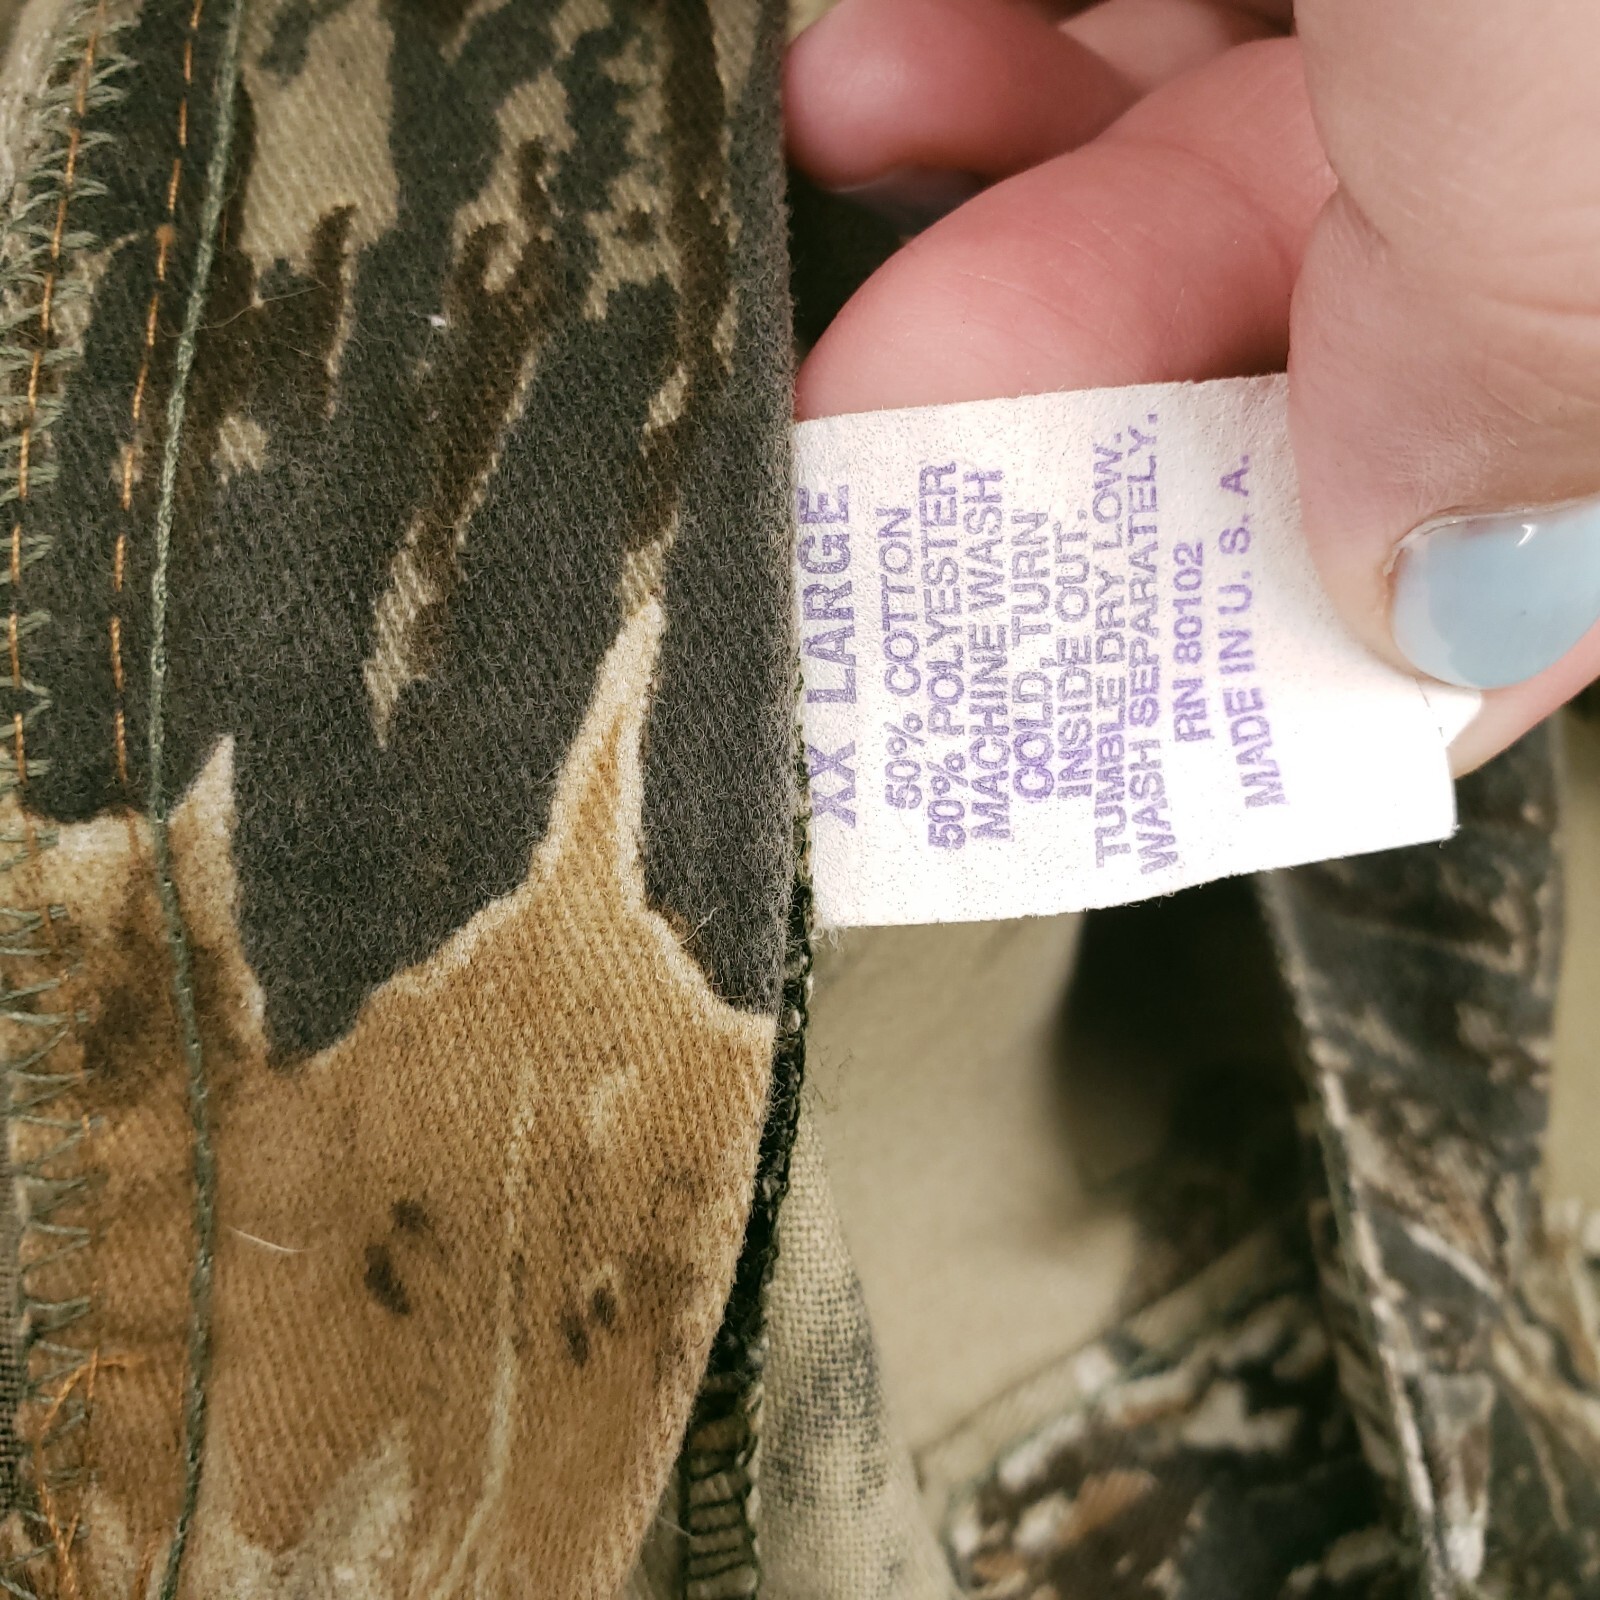 XX LARGE
50% COTTON
50% POLYESTER
MACHINE WASH
COLD, TURN
INSIDE OUT.
TUMBLE DRY LOW.
WASH SEPARATELY.
RN 80102
MADE IN U. S. A.